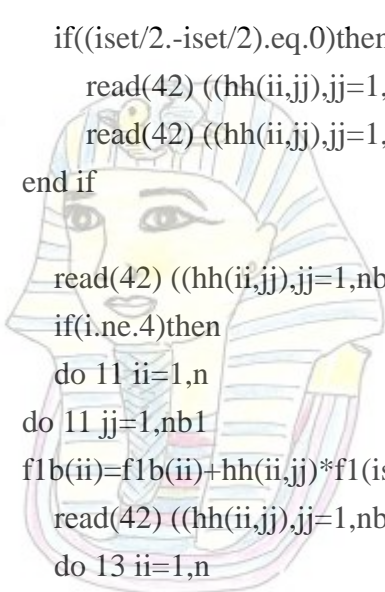 if((iset/2.-iset/2).eq.0)then
read(42) ((hh(ii,jj),jj=1,
read(42) ((hh(ii,jj),jj=1,
end if
read(42) ((hh(ii,jj),jj=1,nb
if(i.ne.4)then
do 11 ii=1,n
do 11 jj=1,nb1
f1b(ii)=f1b(ii)+hh(ii,jj)*f1(is
read(42) ((hh(ii,jj),jj=1,nb
do 13 ii=1,n